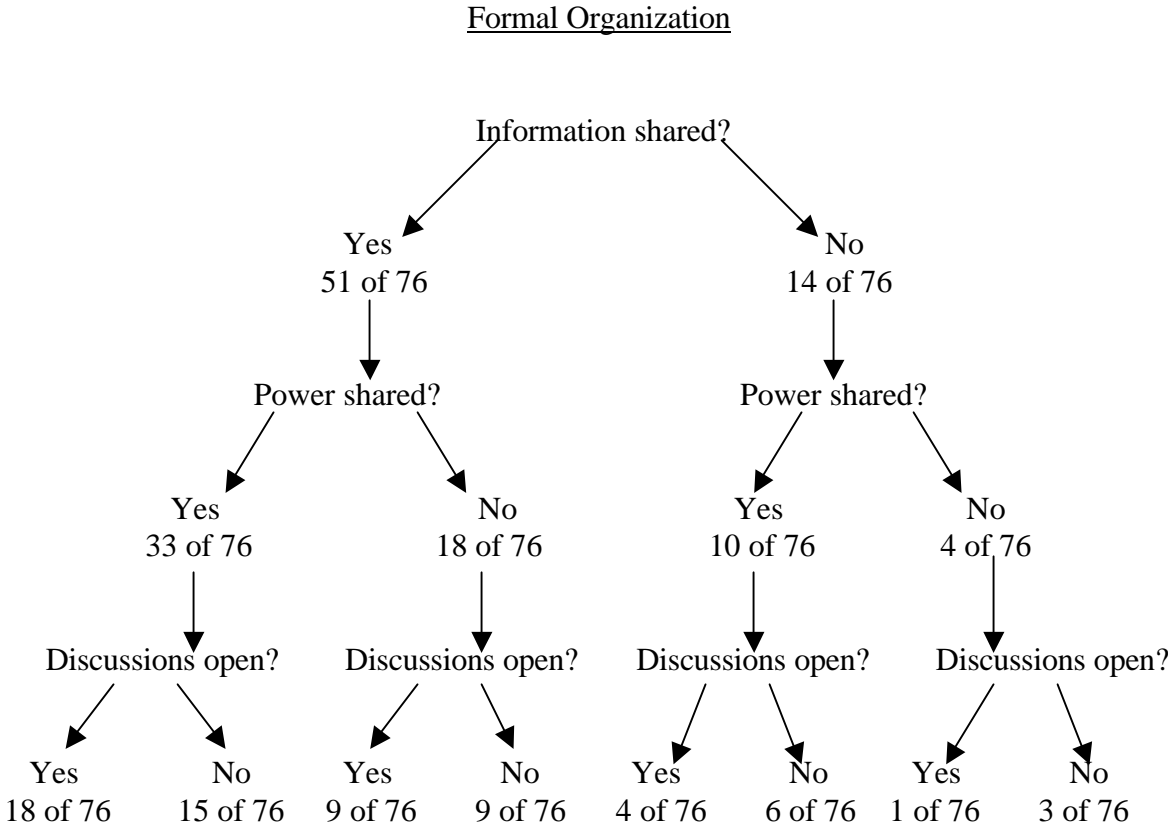 Formal Organization
Information shared?
Yes No
51 of 76 14 of 76
Power shared? Power shared?
Yes No Yes No
33 of 76 18 of 76 10 of 76 4 of 76
Discussions open? Discussions open? Discussions open? Discussions open?
Yes No Yes No Yes No Yes No
18 of 76 15 of 76 9 of 76 9 of 76 4 of 76 6 of 76 1 of 76 3 of 76